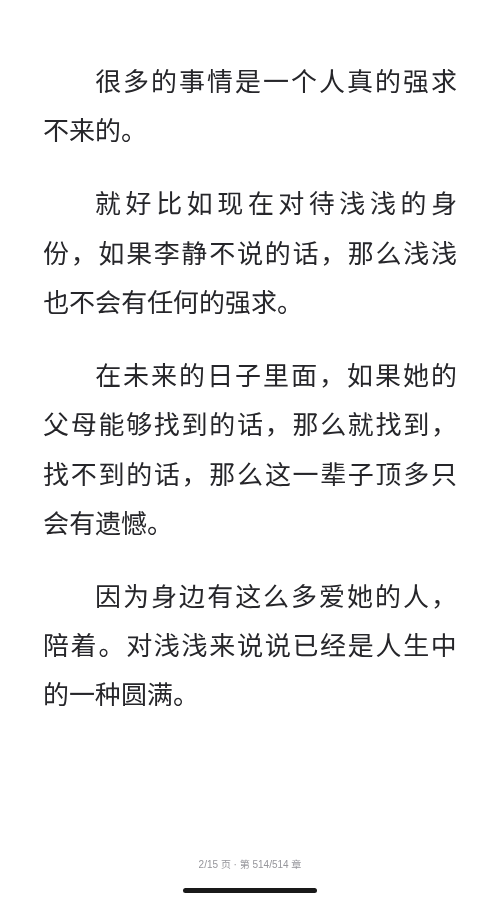 很多的事情是一个人真的强求
不来的。
就好比如现在对待浅浅的身
份，如果李静不说的话，那么浅浅
也不会有任何的强求。
在未来的日子里面，如果她的
父母能够找到的话，那么就找到，
找不到的话，那么这一辈子顶多只
会有遗憾。
因为身边有这么多爱她的人，
陪着。对浅浅来说说已经是人生中
的一种圆满。
2/15 页 · 第 514/514 章